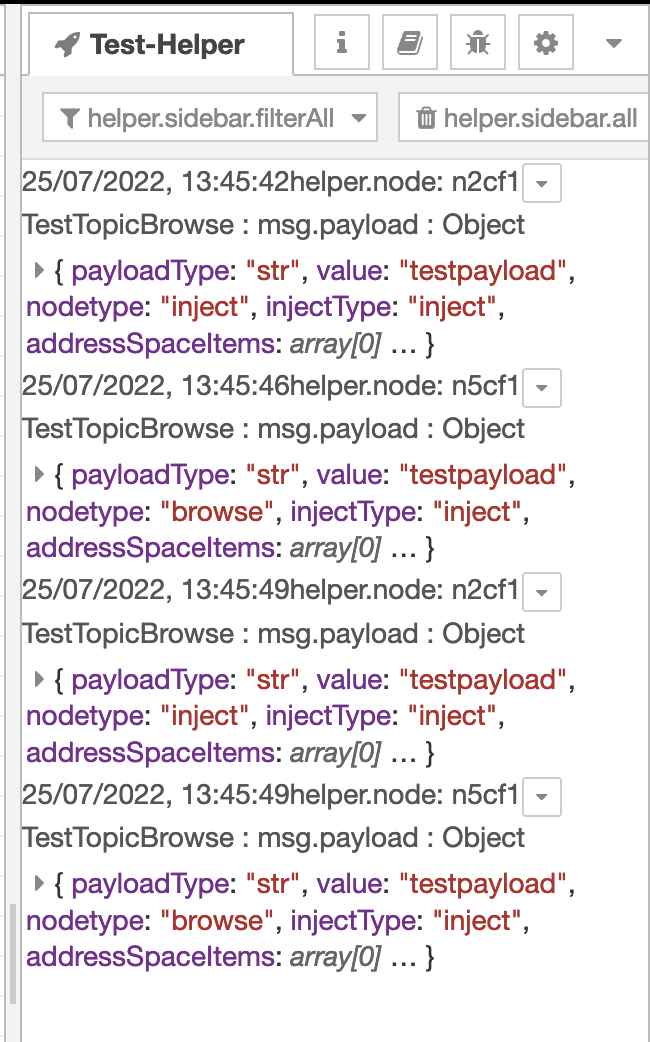 Test-Helper
helper.sidebar.filterAll helper.sidebar.all
25/07/2022, 13:45:42helper.node: n2cf1
TestTopicBrowse : msg.payload : Object
{ payloadType: "str", value: "testpayload",
nodetype: "inject", injectType: "inject",
addressSpaceItems: array[0] … }
25/07/2022, 13:45:46helper.node: n5cf1
TestTopicBrowse : msg.payload : Object
{ payloadType: "str", value: "testpayload",
nodetype: "browse", injectType: "inject",
addressSpaceItems: array[0] … }
25/07/2022, 13:45:49helper.node: n2cf1
TestTopicBrowse : msg.payload : Object
{ payloadType: "str", value: "testpayload",
nodetype: "inject", injectType: "inject",
addressSpaceItems: array[0] … }
25/07/2022, 13:45:49helper.node: n5cf1
TestTopicBrowse : msg.payload : Object
{ payloadType: "str", value: "testpayload",
nodetype: "browse", injectType: "inject",
addressSpaceItems: array[0] … }